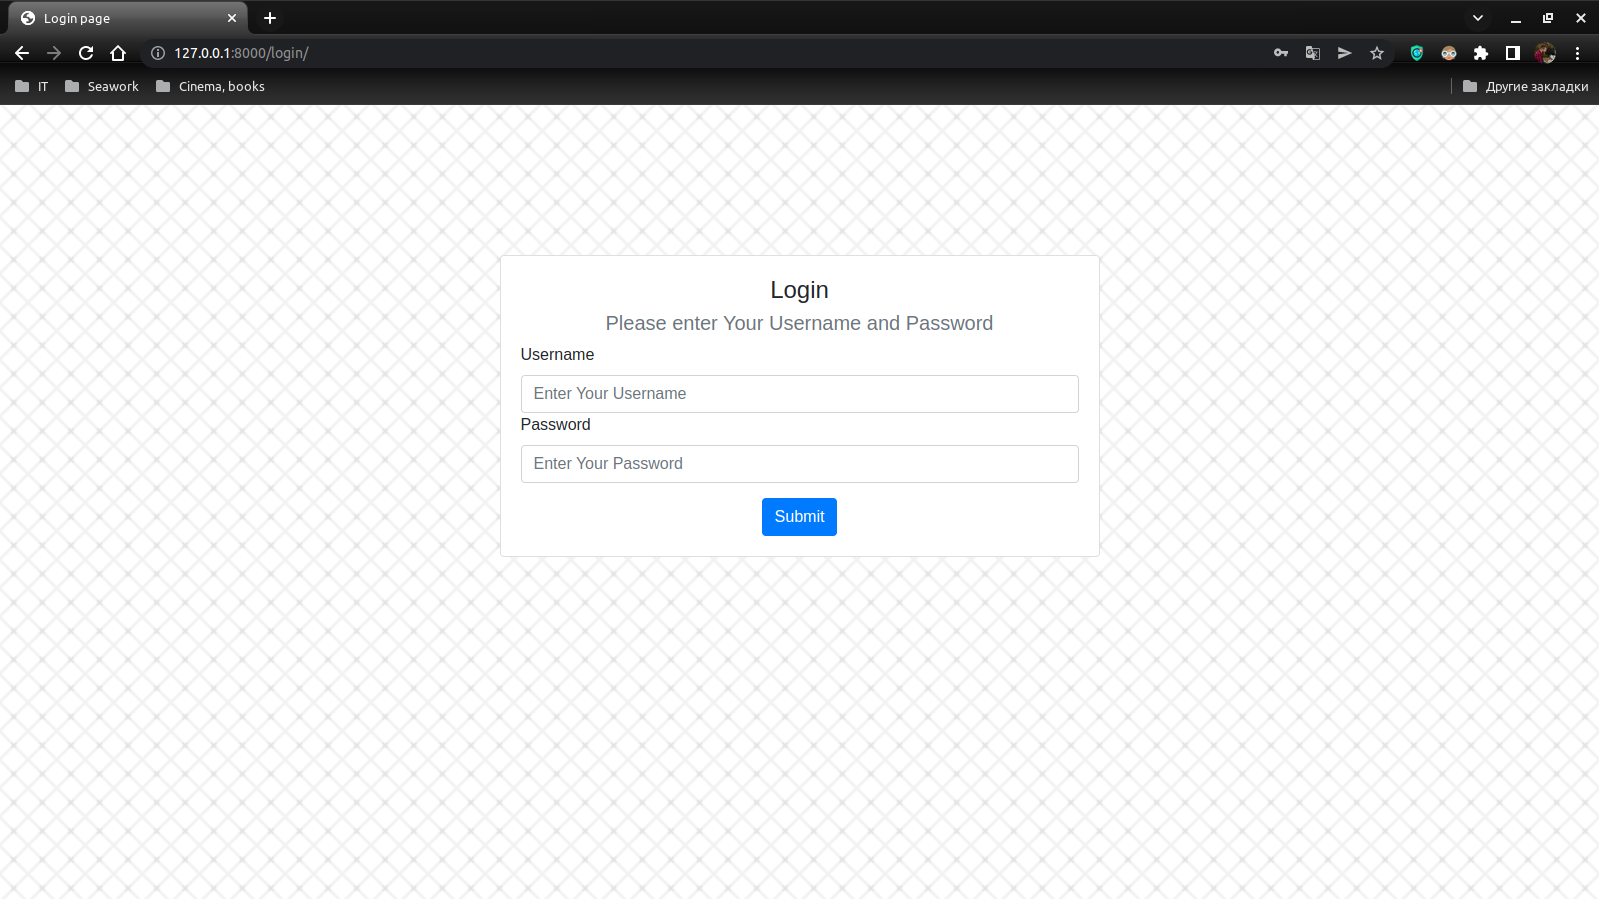 Login page
127.0.0.1:8000/login/
IT
Seawork
Cinema, books
Другие закладки
Login
Please enter Your Username and Password
Username
Enter Your Username
Password
Enter Your Password
Submit